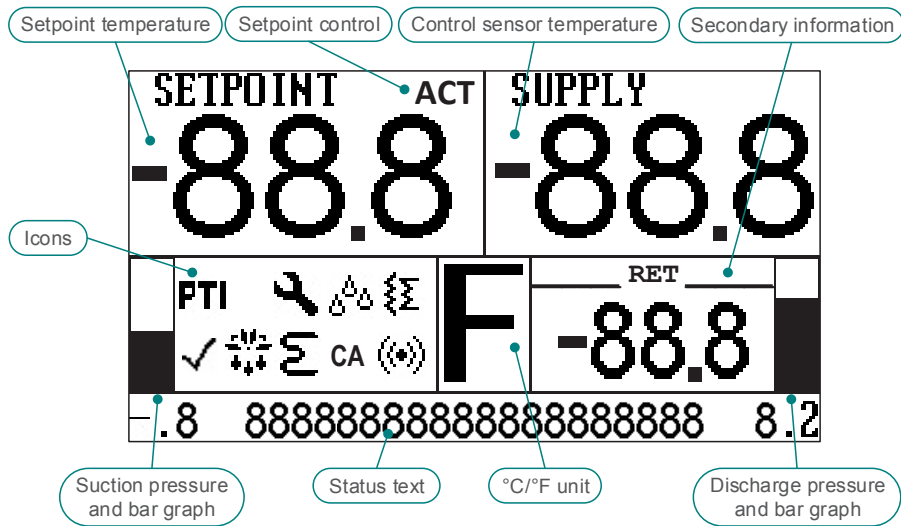 Setpoint temperature
Setpoint control
Control sensor temperature
Secondary information
SETPOINT ACT
SUPPLY
-88.8
-88.8
Icons
PTI
CA
F
RET
-88.8
-.8 88888888888888888888 8.2
Suction pressure
and bar graph
Status text
°C/°F unit
Discharge pressure
and bar graph